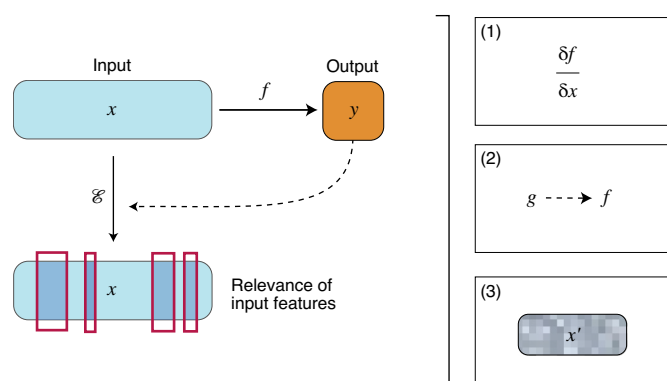 Input
Output
x
f
y
ℰ
x
Relevance of
input features
(1)
δf
δx
(2)
g f
(3)
x′